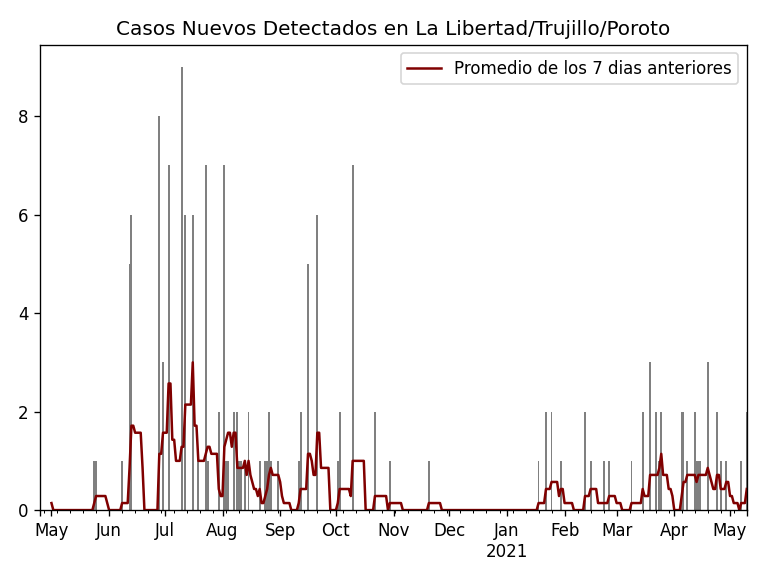 Casos Nuevos Detectados en La Libertad/Trujillo/Poroto
Promedio de los 7 dias anteriores
8
6
4
2
0
May Jun Jul Aug Sep Oct Nov Dec Jan Feb Mar Apr May
2021